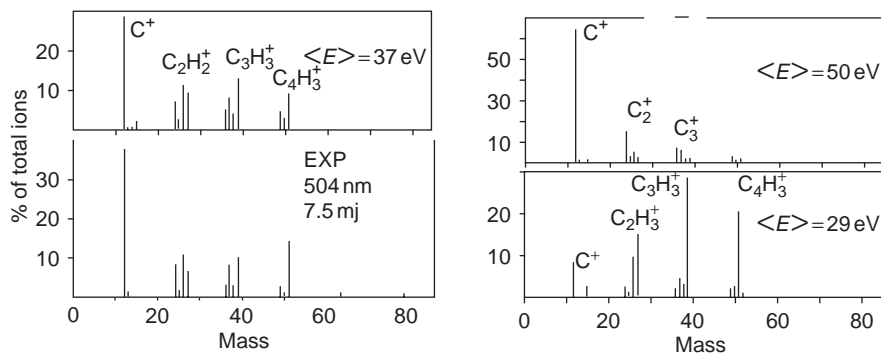 % of total ions
30
20
10
C⁺
C₂H₂⁺
C₃H₃⁺
C₄H₃⁺
<E> = 37 eV
30
20
10
EXP
504 nm
7.5 mj
0 20 40 60 80
Mass
50
30
10
C⁺
C₂⁺
C₃⁺
<E> = 50 eV
20
10
C⁺
C₂H₃⁺
C₃H₃⁺
C₄H₃⁺
<E> = 29 eV
0 20 40 60 80
Mass